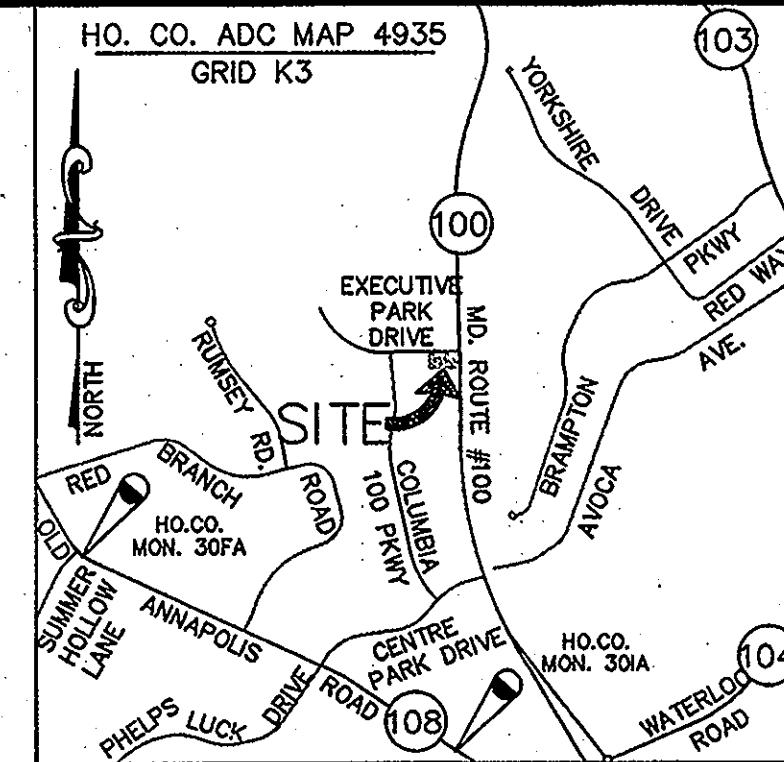 HO. CO. ADC MAP 4935
GRID K3
103
YORKSHIRE
DRIVE
PKWY
RED WAY
AVE.
100
EXECUTIVE
PARK
DRIVE
MD. ROUTE #100
RUMSEY
RD.
SITE
NORTH
BRAMPTON
AVOCA
RED
BRANCH
ROAD
COLUMBIA
100 PKWY
HO.CO.
MON. 30FA
OLD
SUMMER
HOLLOW
LANE
ANNAPOLIS
ROAD
CENTRE
PARK DRIVE
HO.CO.
MON. 30IA
104
WATERLOO
ROAD
108
PHELPS
LUCK
DRIVE